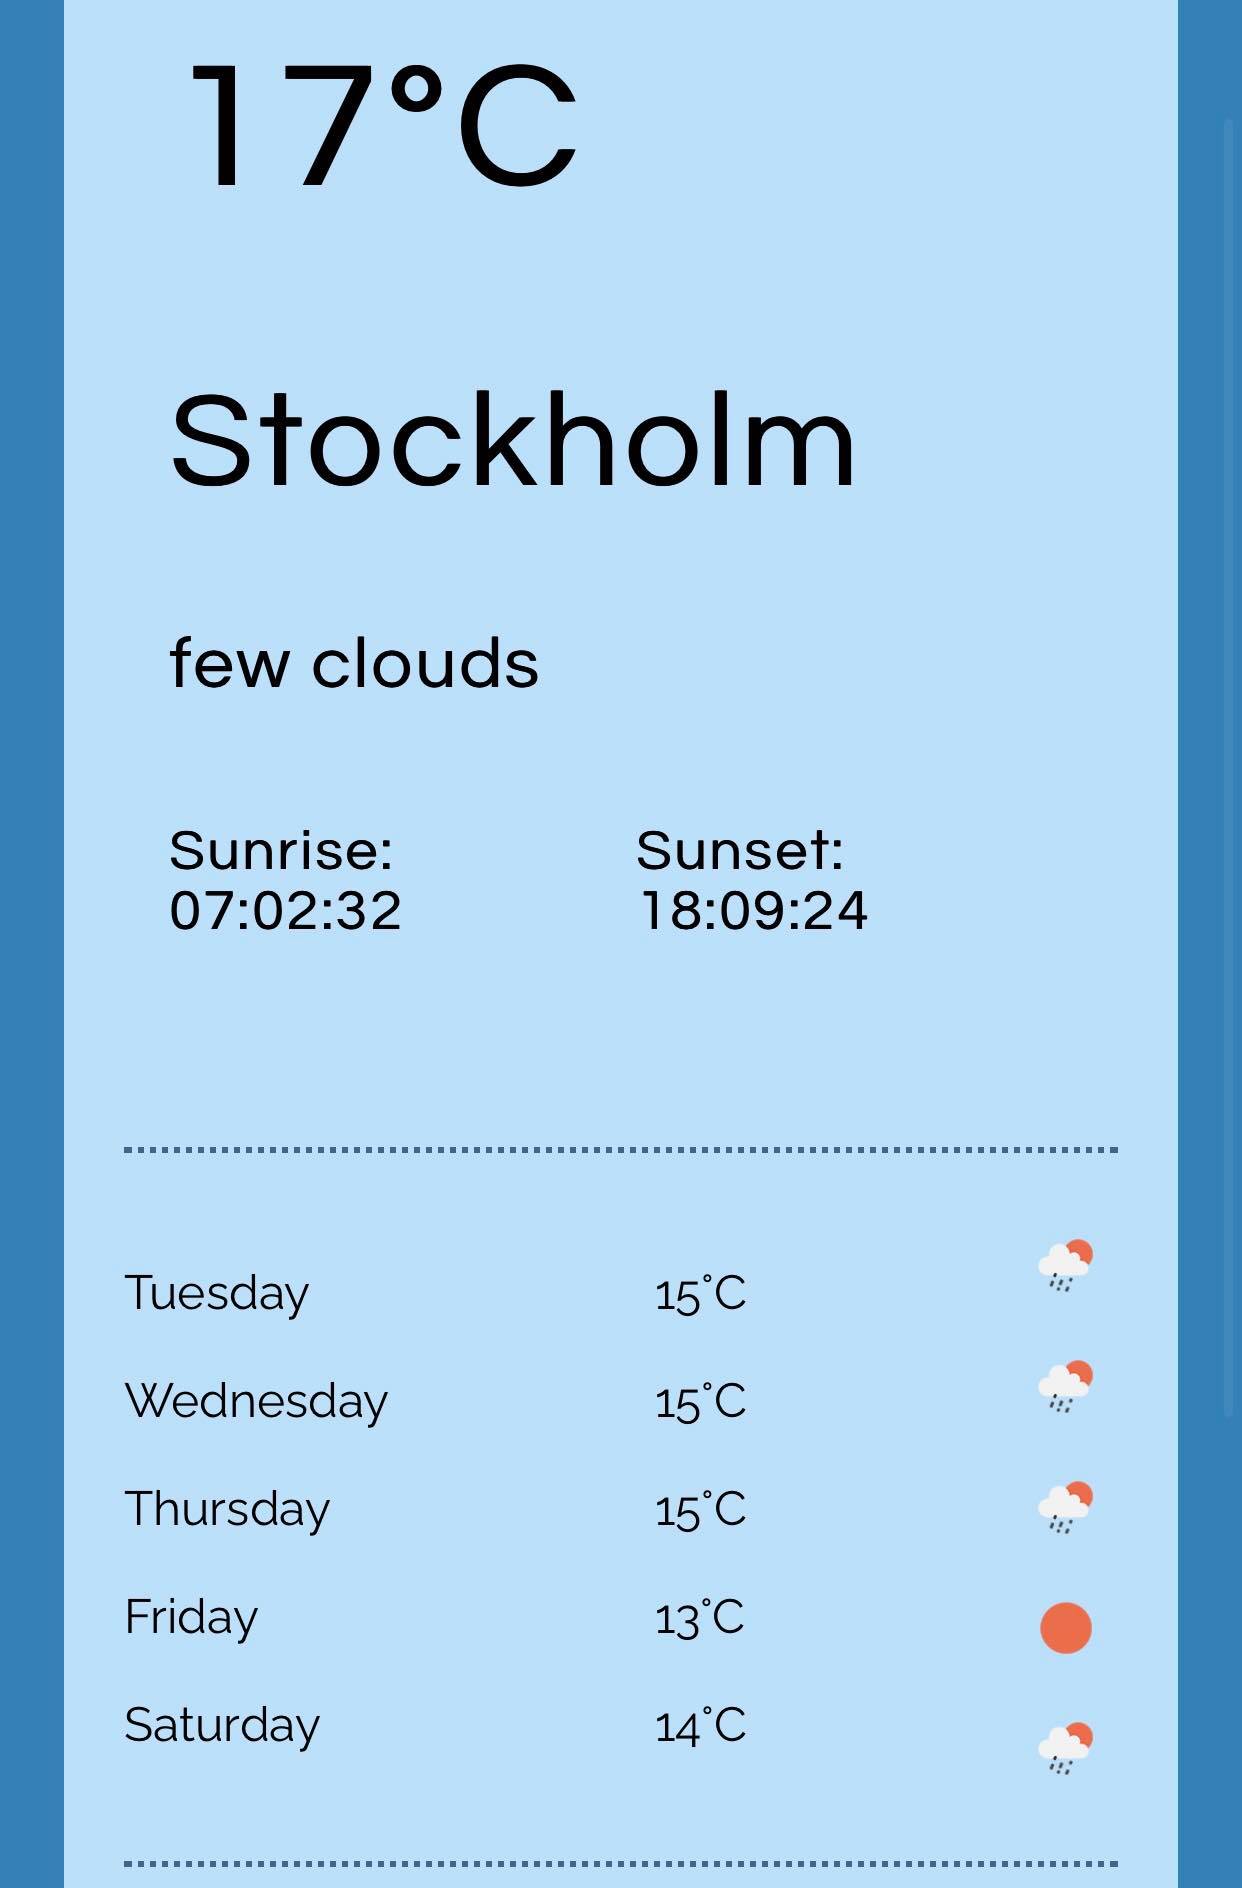 17°C
Stockholm
few clouds
Sunrise: Sunset:
07:02:32 18:09:24
Tuesday 15°C
Wednesday 15°C
Thursday 15°C
Friday 13°C
Saturday 14°C